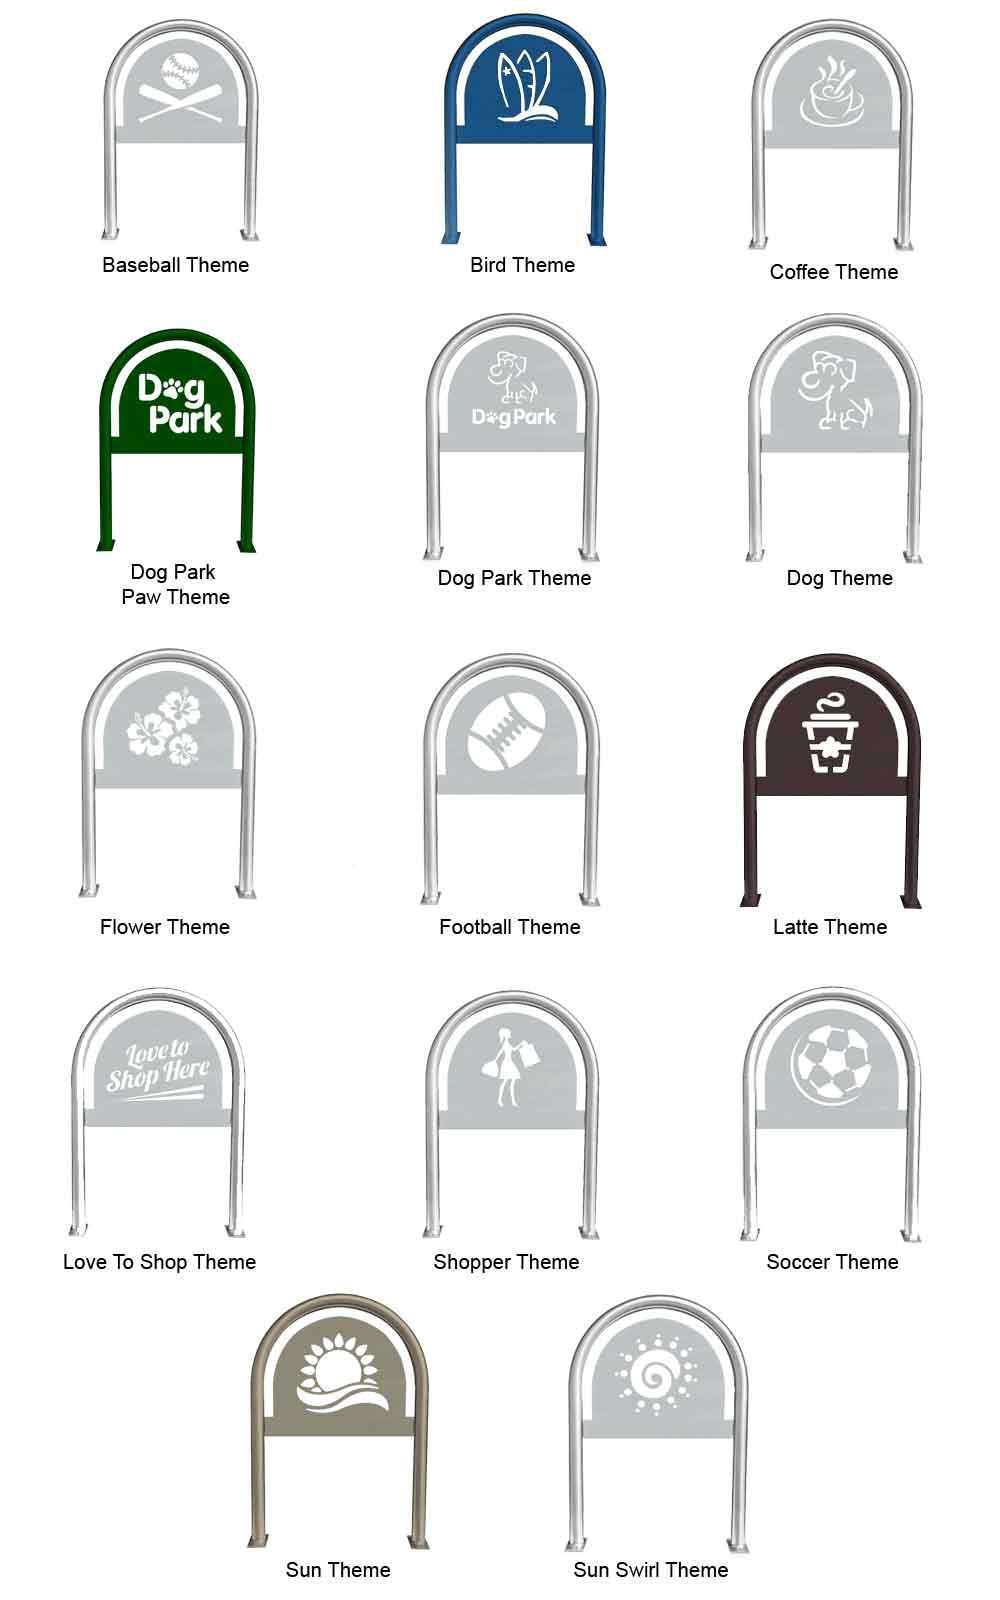 Baseball Theme
Bird Theme
Coffee Theme
Dog
Park
Dog Park
Dog Park
Paw Theme
Dog Park Theme
Dog Theme
Flower Theme
Football Theme
Latte Theme
Love to
Shop Here
Love To Shop Theme
Shopper Theme
Soccer Theme
Sun Theme
Sun Swirl Theme